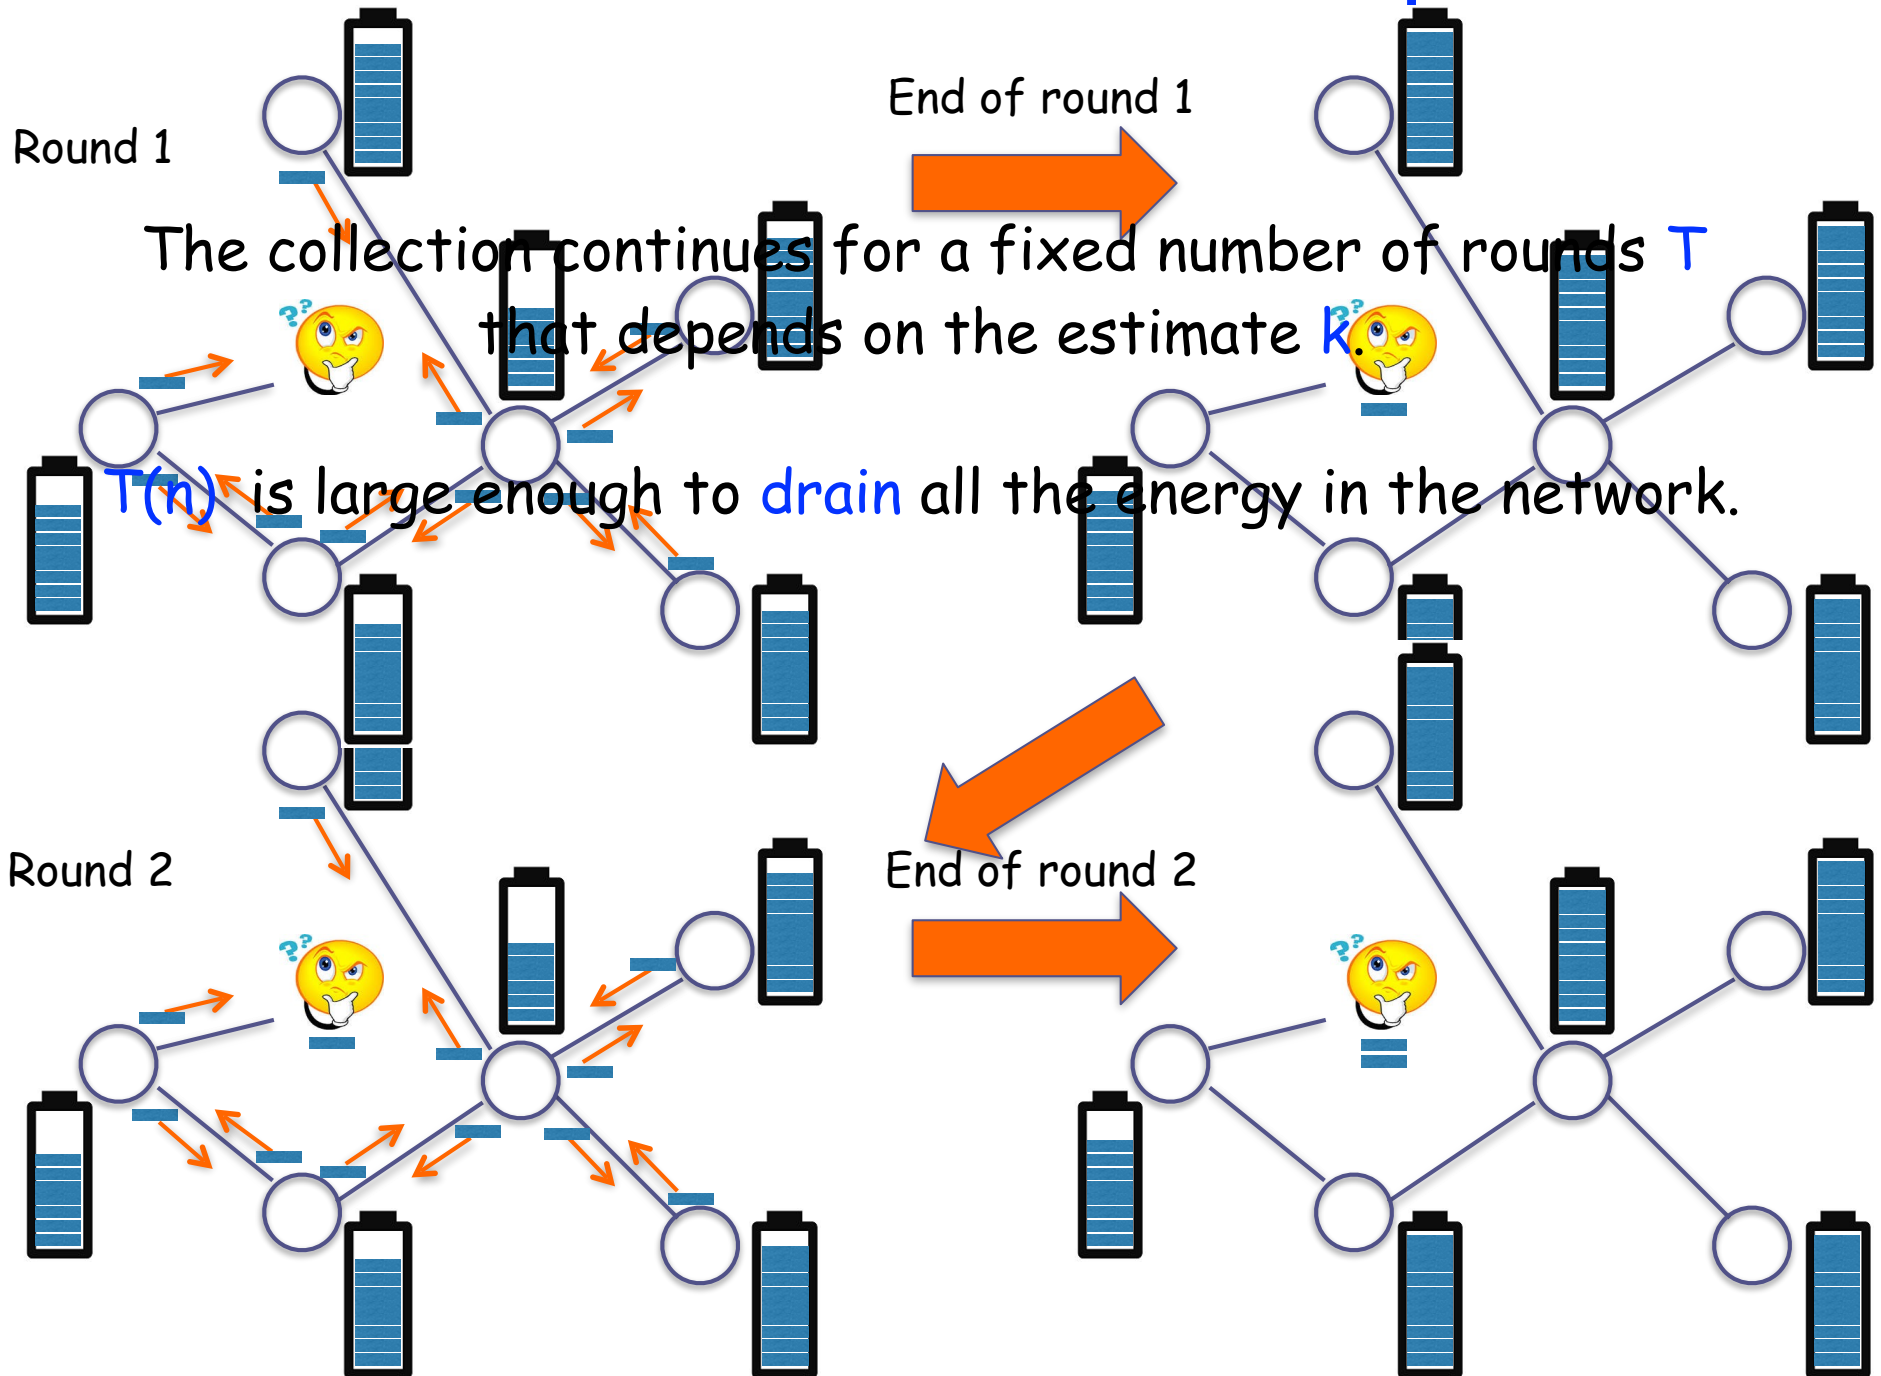 End of round 1
Round 1
The collection continues for a fixed number of rounds T
that depends on the estimate k.
T(n) is large enough to drain all the energy in the network.
Round 2
End of round 2